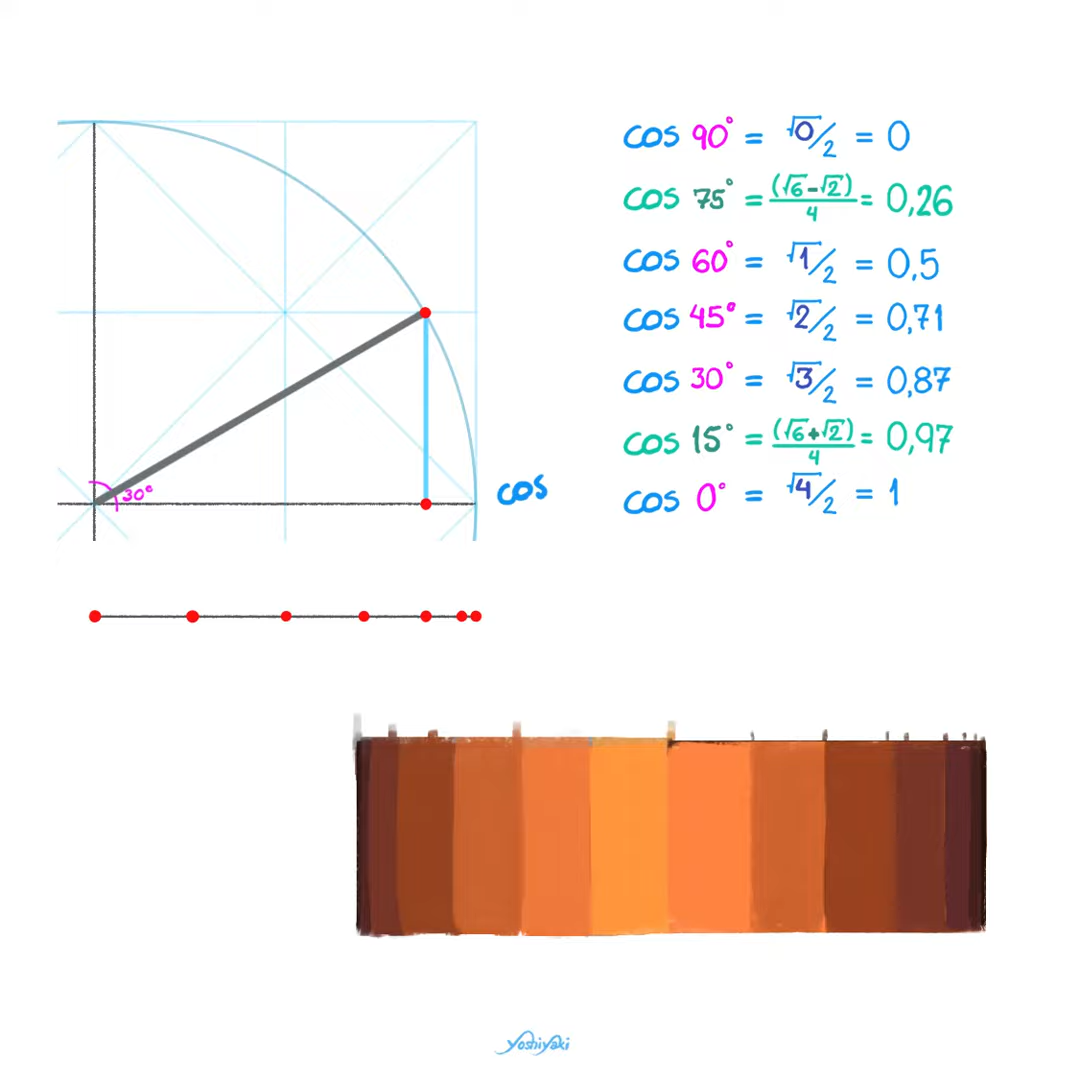 cos 90° = √0/2 = 0
cos 75° = (√6-√2)/4 = 0,26
cos 60° = √1/2 = 0,5
cos 45° = √2/2 = 0,71
cos 30° = √3/2 = 0,87
cos 15° = (√6+√2)/4 = 0,97
cos 0° = √4/2 = 1
30°
cos
yoshiyaki